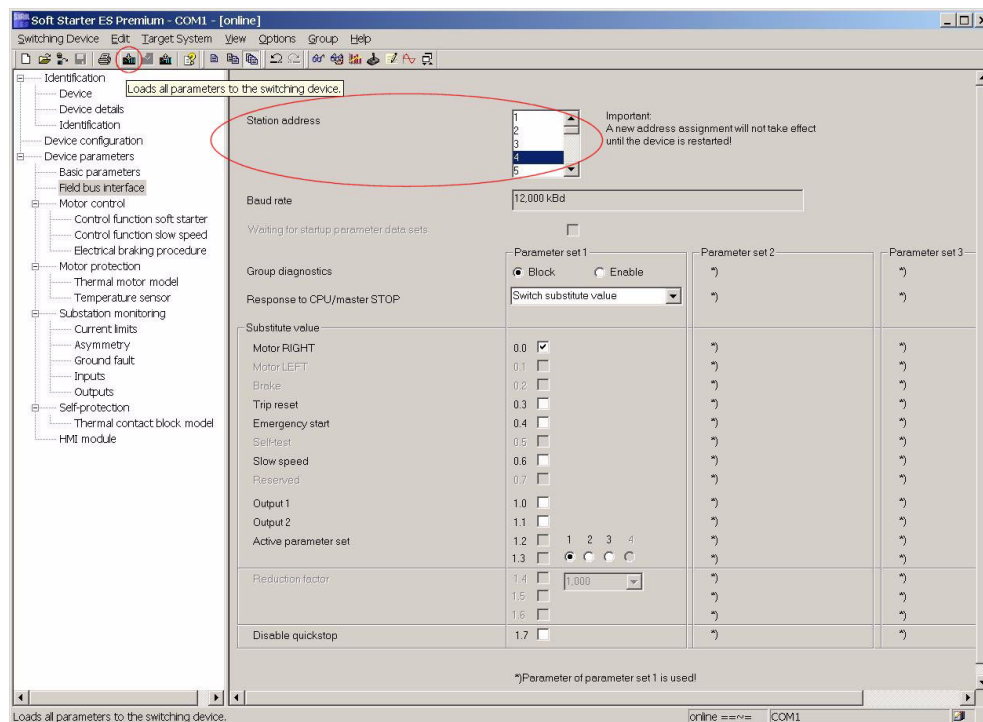 Soft Starter ES Premium - COM1 - [online]
Switching Device Edit Target System View Options Group Help
Loads all parameters to the switching device.
Identification
Device
Device details
Identification
Device configuration
Device parameters
Basic parameters
Field bus interface
Motor control
Control function soft starter
Control function slow speed
Electrical braking procedure
Motor protection
Thermal motor model
Temperature sensor
Substation monitoring
Current limits
Asymmetry
Ground fault
Inputs
Outputs
Self-protection
Thermal contact block model
HMI module
Station address
1
2
3
4
5
Important:
A new address assignment will not take effect
until the device is restarted!
Baud rate 12,000 kBd
Waiting for startup parameter data sets
Parameter set 1 Parameter set 2 Parameter set 3
Group diagnostics Block Enable *) *)
Response to CPU/master STOP Switch substitute value *) *)
Substitute value
Motor RIGHT 0.0 *) *)
Motor LEFT 0.1 *) *)
Brake 0.2 *) *)
Trip reset 0.3 *) *)
Emergency start 0.4 *) *)
Self-test 0.5 *) *)
Slow speed 0.6 *) *)
Reserved 0.7 *) *)
Output 1 1.0 *) *)
Output 2 1.1 *) *)
Active parameter set 1.2 1 2 3 4 *) *)
1.3 *) *)
Reduction factor 1.4 1,000 *) *)
1.5 *) *)
1.6 *) *)
Disable quickstop 1.7 *) *)
*)Parameter of parameter set 1 is used!
Loads all parameters to the switching device. online ==~= COM1